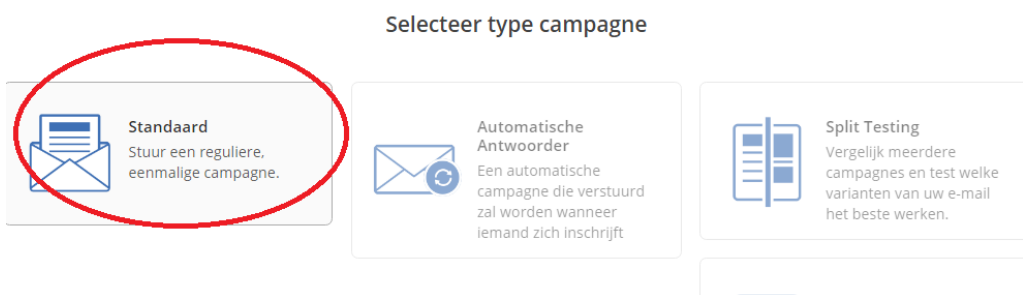 Selecteer type campagne
Standaard
Stuur een reguliere,
eenmalige campagne.
Automatische
Antwoorder
Een automatische
campagne die verstuurd
zal worden wanneer
iemand zich inschrijft
Split Testing
Vergelijk meerdere
campagnes en test welke
varianten van uw e-mail
het beste werken.